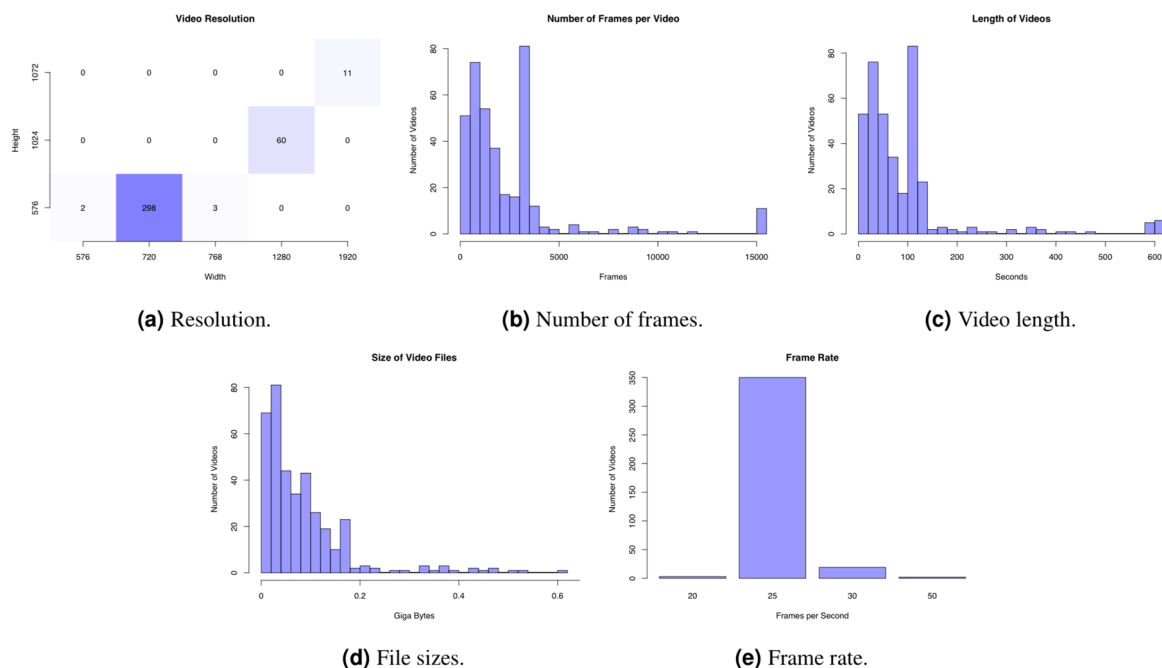 Video Resolution
Height
1072
1024
576
0 0 0 0 11
0 0 0 60 0
2 298 3 0 0
576 720 768 1280 1920
Width
(a) Resolution.
Number of Frames per Video
Number of Videos
80
60
40
20
0
0 5000 10000 15000
Frames
(b) Number of frames.
Length of Videos
Number of Videos
80
60
40
20
0
0 100 200 300 400 500 600
Seconds
(c) Video length.
Size of Video Files
Number of Videos
80
60
40
20
0
0 0.2 0.4 0.6
Giga Bytes
(d) File sizes.
Frame Rate
Number of Videos
350
300
250
200
150
100
50
0
20 25 30 50
Frames per Second
(e) Frame rate.